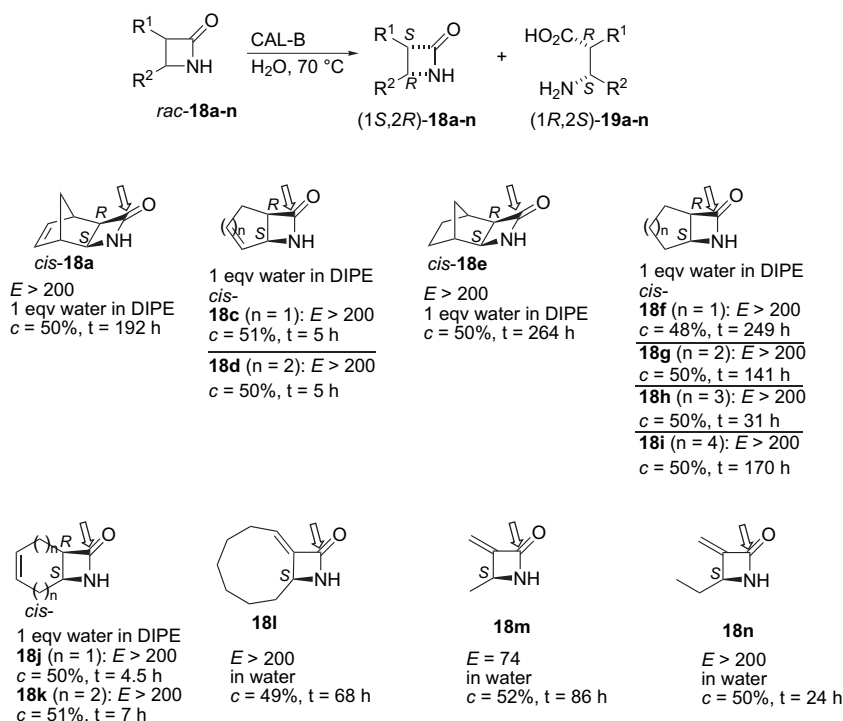 R¹ O CAL-B R¹ S O HO₂C R R¹
R² NH H₂O, 70 °C R² R NH + H₂N S R²
rac-18a-n (1S,2R)-18a-n (1R,2S)-19a-n
R O S NH
cis-18a
E > 200
1 eqv water in DIPE
c = 50%, t = 192 h
R O ( )n S NH
1 eqv water in DIPE
cis-
18c (n = 1): E > 200
c = 51%, t = 5 h
18d (n = 2): E > 200
c = 50%, t = 5 h
R O S NH
cis-18e
E > 200
1 eqv water in DIPE
c = 50%, t = 264 h
R O ( )n S NH
1 eqv water in DIPE
cis-
18f (n = 1): E > 200
c = 48%, t = 249 h
18g (n = 2): E > 200
c = 50%, t = 141 h
18h (n = 3): E > 200
c = 50%, t = 31 h
18i (n = 4): E > 200
c = 50%, t = 170 h
( )n R O
( )n S NH
cis-
1 eqv water in DIPE
18j (n = 1): E > 200
c = 50%, t = 4.5 h
18k (n = 2): E > 200
c = 51%, t = 7 h
O S NH
18l
E > 200
in water
c = 49%, t = 68 h
O S NH
18m
E = 74
in water
c = 52%, t = 86 h
O S NH
18n
E > 200
in water
c = 50%, t = 24 h